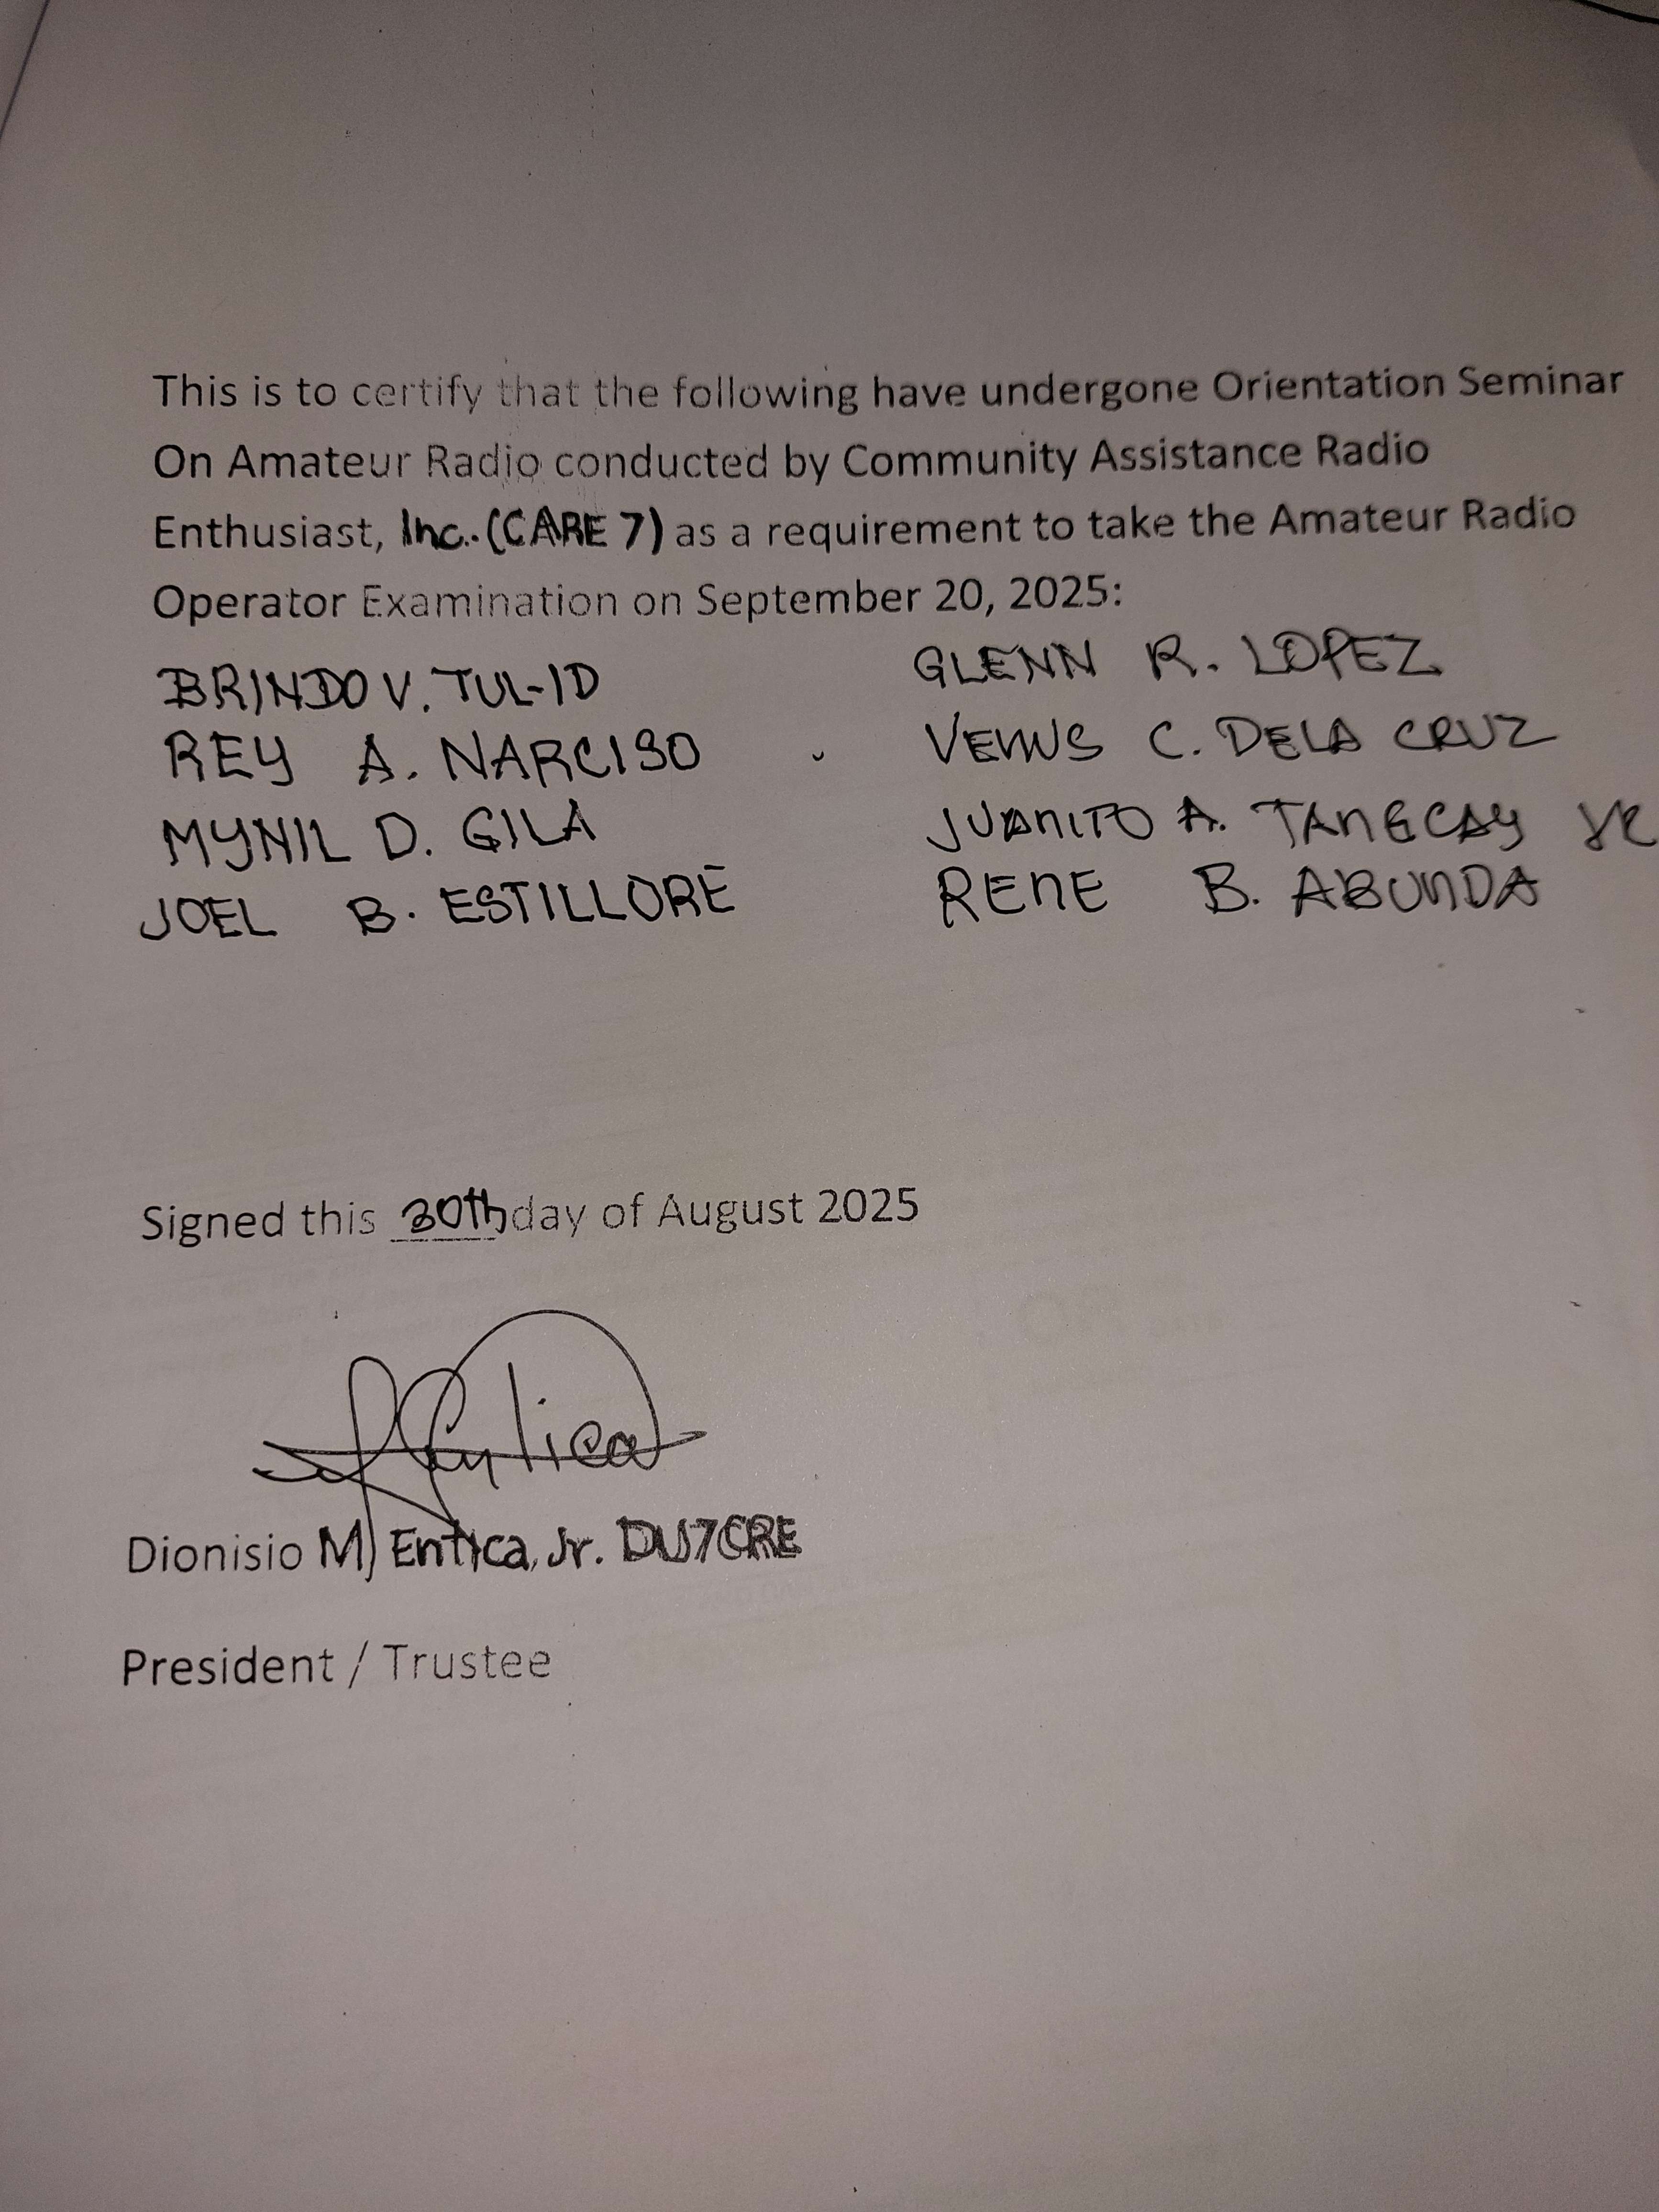 This is to certify that the following have undergone Orientation Seminar
On Amateur Radio conducted by Community Assistance Radio
Enthusiast, Inc. (CARE 7) as a requirement to take the Amateur Radio
Operator Examination on September 20, 2025:
BRINDO V. TUL-ID
REY A. NARCISO
MYNIL D. GILA
JOEL B. ESTILLORE
GLENN R. LOPEZ
VENUS C. DELA CRUZ
JUANITO A. TANGCAY JR
RENE B. ABUNDA
Signed this 30th day of August 2025
Dionisio M Entica, Jr. DU7CRE
President / Trustee